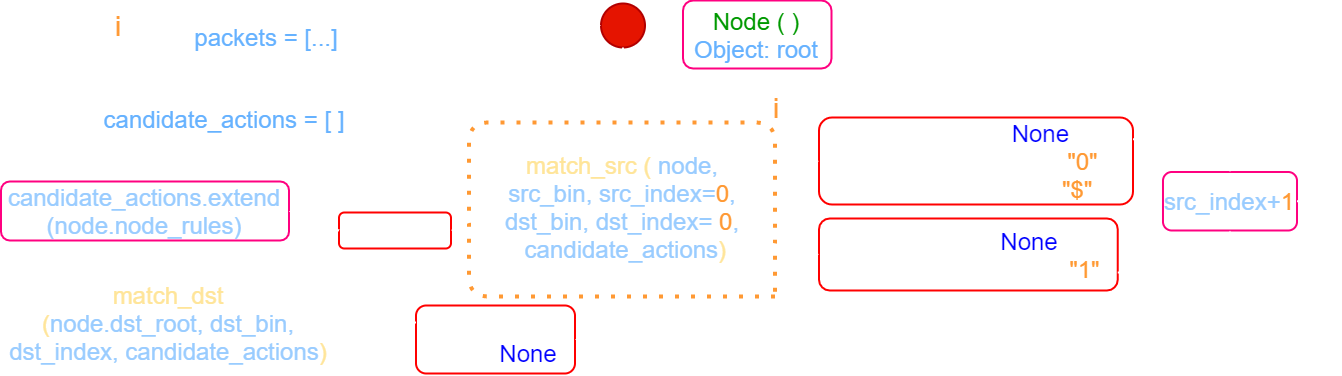 i
packets = [...]
Node ( )
Object: root
candidate_actions = [ ]
i
match_src ( node,
src_bin, src_index=0,
dst_bin, dst_index= 0,
candidate_actions)
None
"0"
"$"
src_index+1
candidate_actions.extend
(node.node_rules)
None
"1"
match_dst
(node.dst_root, dst_bin,
dst_index, candidate_actions)
None